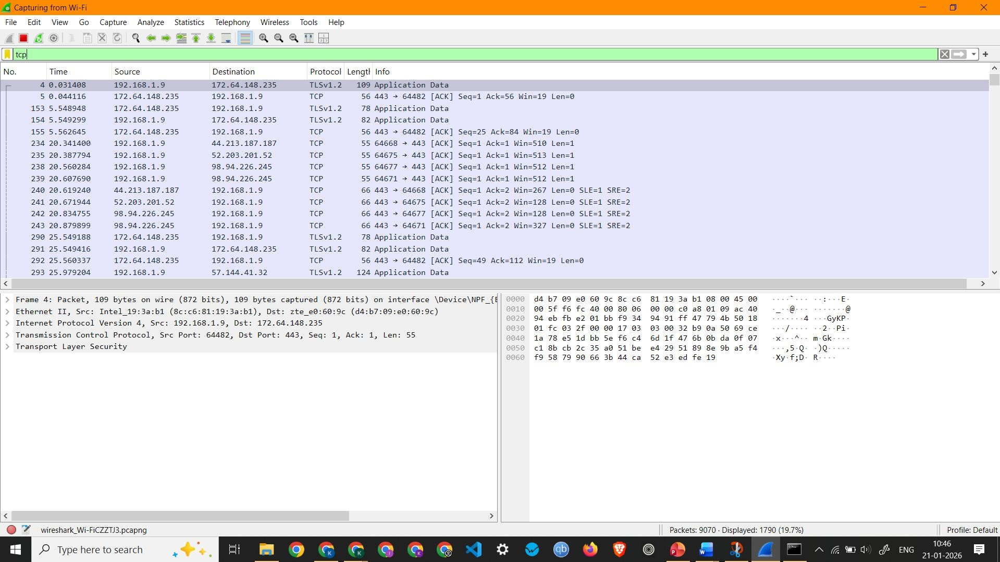 Capturing from Wi-Fi
File Edit View Go Capture Analyze Statistics Telephony Wireless Tools Help
tcp
No. Time Source Destination Protocol Length Info
4 0.031408 192.168.1.9 172.64.148.235 TLSv1.2 109 Application Data
5 0.044116 172.64.148.235 192.168.1.9 TCP 56 443 → 64482 [ACK] Seq=1 Ack=56 Win=19 Len=0
153 5.548948 172.64.148.235 192.168.1.9 TLSv1.2 78 Application Data
154 5.549299 192.168.1.9 172.64.148.235 TLSv1.2 82 Application Data
155 5.562645 172.64.148.235 192.168.1.9 TCP 56 443 → 64482 [ACK] Seq=25 Ack=84 Win=19 Len=0
234 20.341400 192.168.1.9 44.213.187.187 TCP 55 64668 → 443 [ACK] Seq=1 Ack=1 Win=510 Len=1
235 20.387794 192.168.1.9 52.203.201.52 TCP 55 64675 → 443 [ACK] Seq=1 Ack=1 Win=513 Len=1
238 20.560284 192.168.1.9 98.94.226.245 TCP 55 64677 → 443 [ACK] Seq=1 Ack=1 Win=512 Len=1
239 20.607690 192.168.1.9 98.94.226.245 TCP 55 64671 → 443 [ACK] Seq=1 Ack=1 Win=512 Len=1
240 20.619240 44.213.187.187 192.168.1.9 TCP 66 443 → 64668 [ACK] Seq=1 Ack=2 Win=267 Len=0 SLE=1 SRE=2
241 20.671944 52.203.201.52 192.168.1.9 TCP 66 443 → 64675 [ACK] Seq=1 Ack=2 Win=128 Len=0 SLE=1 SRE=2
242 20.834755 98.94.226.245 192.168.1.9 TCP 66 443 → 64677 [ACK] Seq=1 Ack=2 Win=128 Len=0 SLE=1 SRE=2
243 20.879899 98.94.226.245 192.168.1.9 TCP 66 443 → 64671 [ACK] Seq=1 Ack=2 Win=327 Len=0 SLE=1 SRE=2
290 25.549188 172.64.148.235 192.168.1.9 TLSv1.2 78 Application Data
291 25.549416 192.168.1.9 172.64.148.235 TLSv1.2 82 Application Data
292 25.560337 172.64.148.235 192.168.1.9 TCP 56 443 → 64482 [ACK] Seq=49 Ack=112 Win=19 Len=0
293 25.979204 192.168.1.9 57.144.41.32 TLSv1.2 124 Application Data
Frame 4: Packet, 109 bytes on wire (872 bits), 109 bytes captured (872 bits) on interface \Device\NPF_{E
Ethernet II, Src: Intel_19:3a:b1 (8c:c6:81:19:3a:b1), Dst: zte_e0:60:9c (d4:b7:09:e0:60:9c)
Internet Protocol Version 4, Src: 192.168.1.9, Dst: 172.64.148.235
Transmission Control Protocol, Src Port: 64482, Dst Port: 443, Seq: 1, Ack: 1, Len: 55
Transport Layer Security
0000 d4 b7 09 e0 60 9c 8c c6 81 19 3a b1 08 00 45 00 ····`··· ··:···E·
0010 00 5f f6 fc 40 00 80 06 00 00 c0 a8 01 09 ac 40 ·_··@··· ·······@
0020 94 eb fb e2 01 bb f9 34 94 91 ff 47 79 4b 50 18 ·······4 ···GyKP·
0030 01 fc 03 2f 00 00 17 03 03 00 32 b9 0a 50 69 ce ···/···· ··2··Pi·
0040 1a 78 e5 1d bb 5e f6 c4 6d 1f 47 6b 0b da 0f 07 ·x···^·· m·Gk····
0050 c1 8b cb 2c 35 a0 51 be e4 29 51 89 8e 9b a5 f4 ···,5·Q· ·)Q·····
0060 f9 58 79 90 66 3b 44 ca 52 e3 ed fe 19 ·Xy·f;D· R····
wireshark_Wi-FiCZZTJ3.pcapng Packets: 9070 · Displayed: 1790 (19.7%) Profile: Default
Type here to search
qb
ENG
10:46
21-01-2026